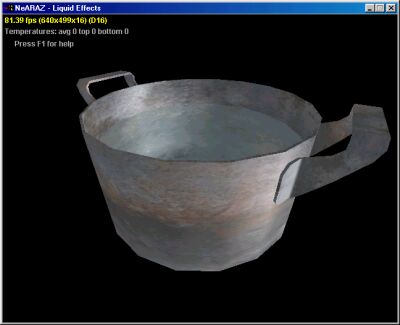 NeARAZ - Liquid Effects
81.39 fps (640x499x16) (D16)
Temperatures: avg 0 top 0 bottom 0
Press F1 for help